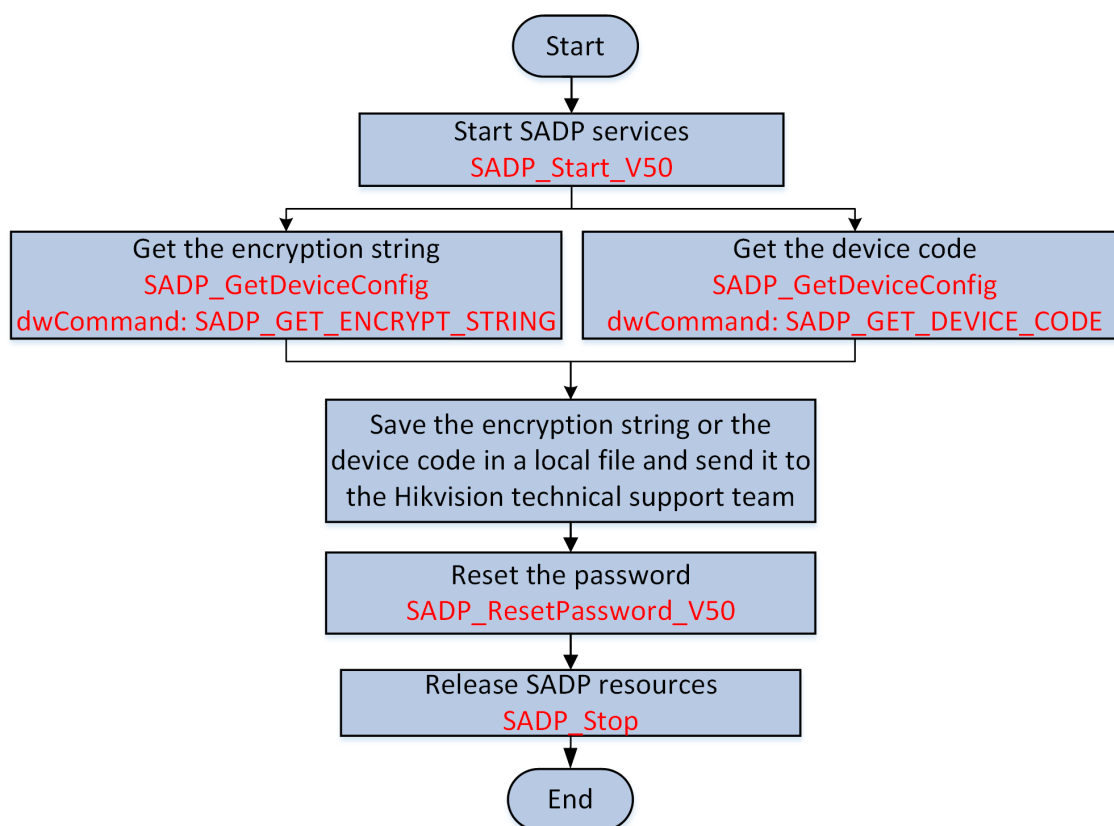 Start
Start SADP services
SADP_Start_V50
Get the encryption string
SADP_GetDeviceConfig
dwCommand: SADP_GET_ENCRYPT_STRING
Get the device code
SADP_GetDeviceConfig
dwCommand: SADP_GET_DEVICE_CODE
Save the encryption string or the
device code in a local file and send it to
the Hikvision technical support team
Reset the password
SADP_ResetPassword_V50
Release SADP resources
SADP_Stop
End